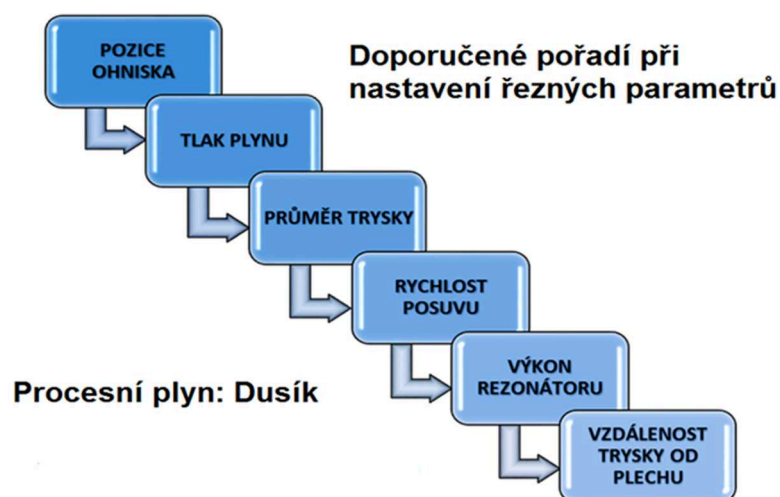 POZICE
OHNISKA
Doporučené pořadí při
nastavení řezných parametrů
TLAK PLYNU
PRŮMĚR TRYSKY
RYCHLOST
POSUVU
Procesní plyn: Dusík
VÝKON
REZONÁTORU
VZDÁLENOST
TRYSKY OD
PLECHU